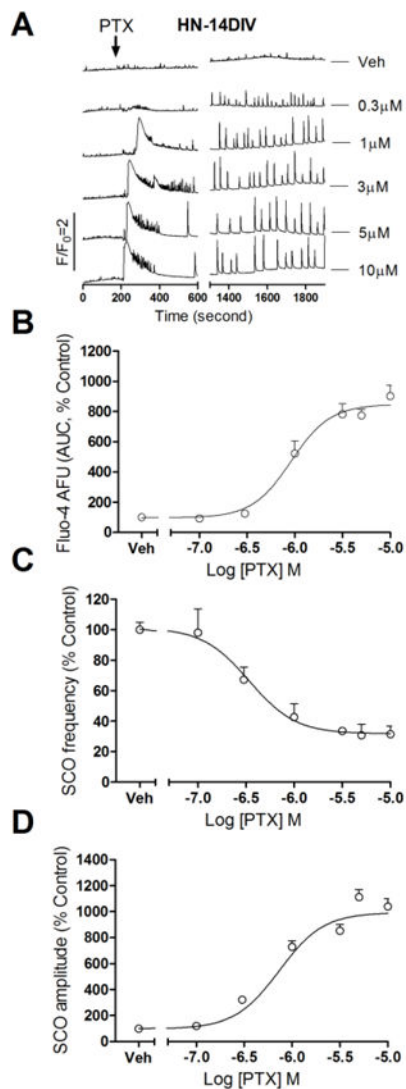 A
PTX
HN-14DIV
Veh
0.3µM
1µM
3µM
5µM
10µM
F/F0=2
0 200 400 600 1400 1600 1800
Time (second)
B
Fluo-4 AFU (AUC, % Control)
1200
1000
800
600
400
200
0
Veh -7.0 -6.5 -6.0 -5.5 -5.0
Log [PTX] M
C
SCO frequency (% Control)
120
100
80
60
40
20
0
Veh -7.0 -6.5 -6.0 -5.5 -5.0
Log [PTX] M
D
SCO amplitude (% Control)
1400
1200
1000
800
600
400
200
0
Veh -7.0 -6.5 -6.0 -5.5 -5.0
Log [PTX] M